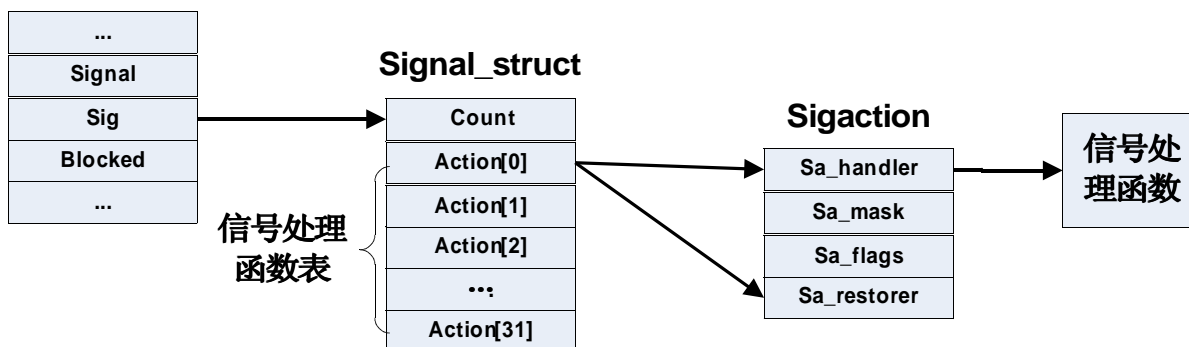 ...
Signal
Sig
Blocked
...
Signal_struct
Count
Action[0]
Action[1]
Action[2]
...
Action[31]
信号处理
函数表
Sigaction
Sa_handler
Sa_mask
Sa_flags
Sa_restorer
信号处
理函数